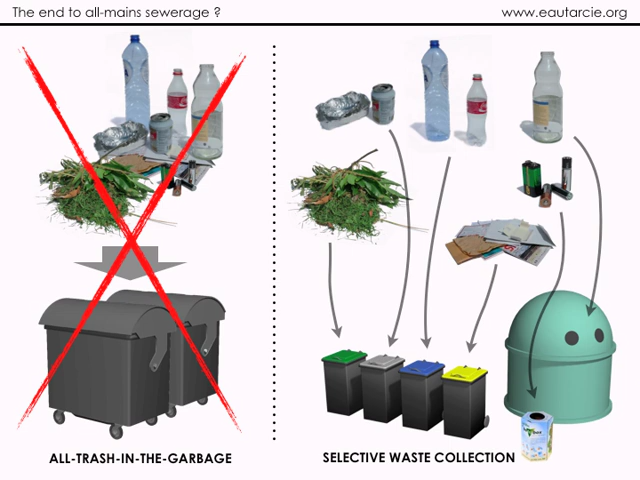 The end to all-mains sewerage ?
www.eautarcie.org
ALL-TRASH-IN-THE-GARBAGE
SELECTIVE WASTE COLLECTION